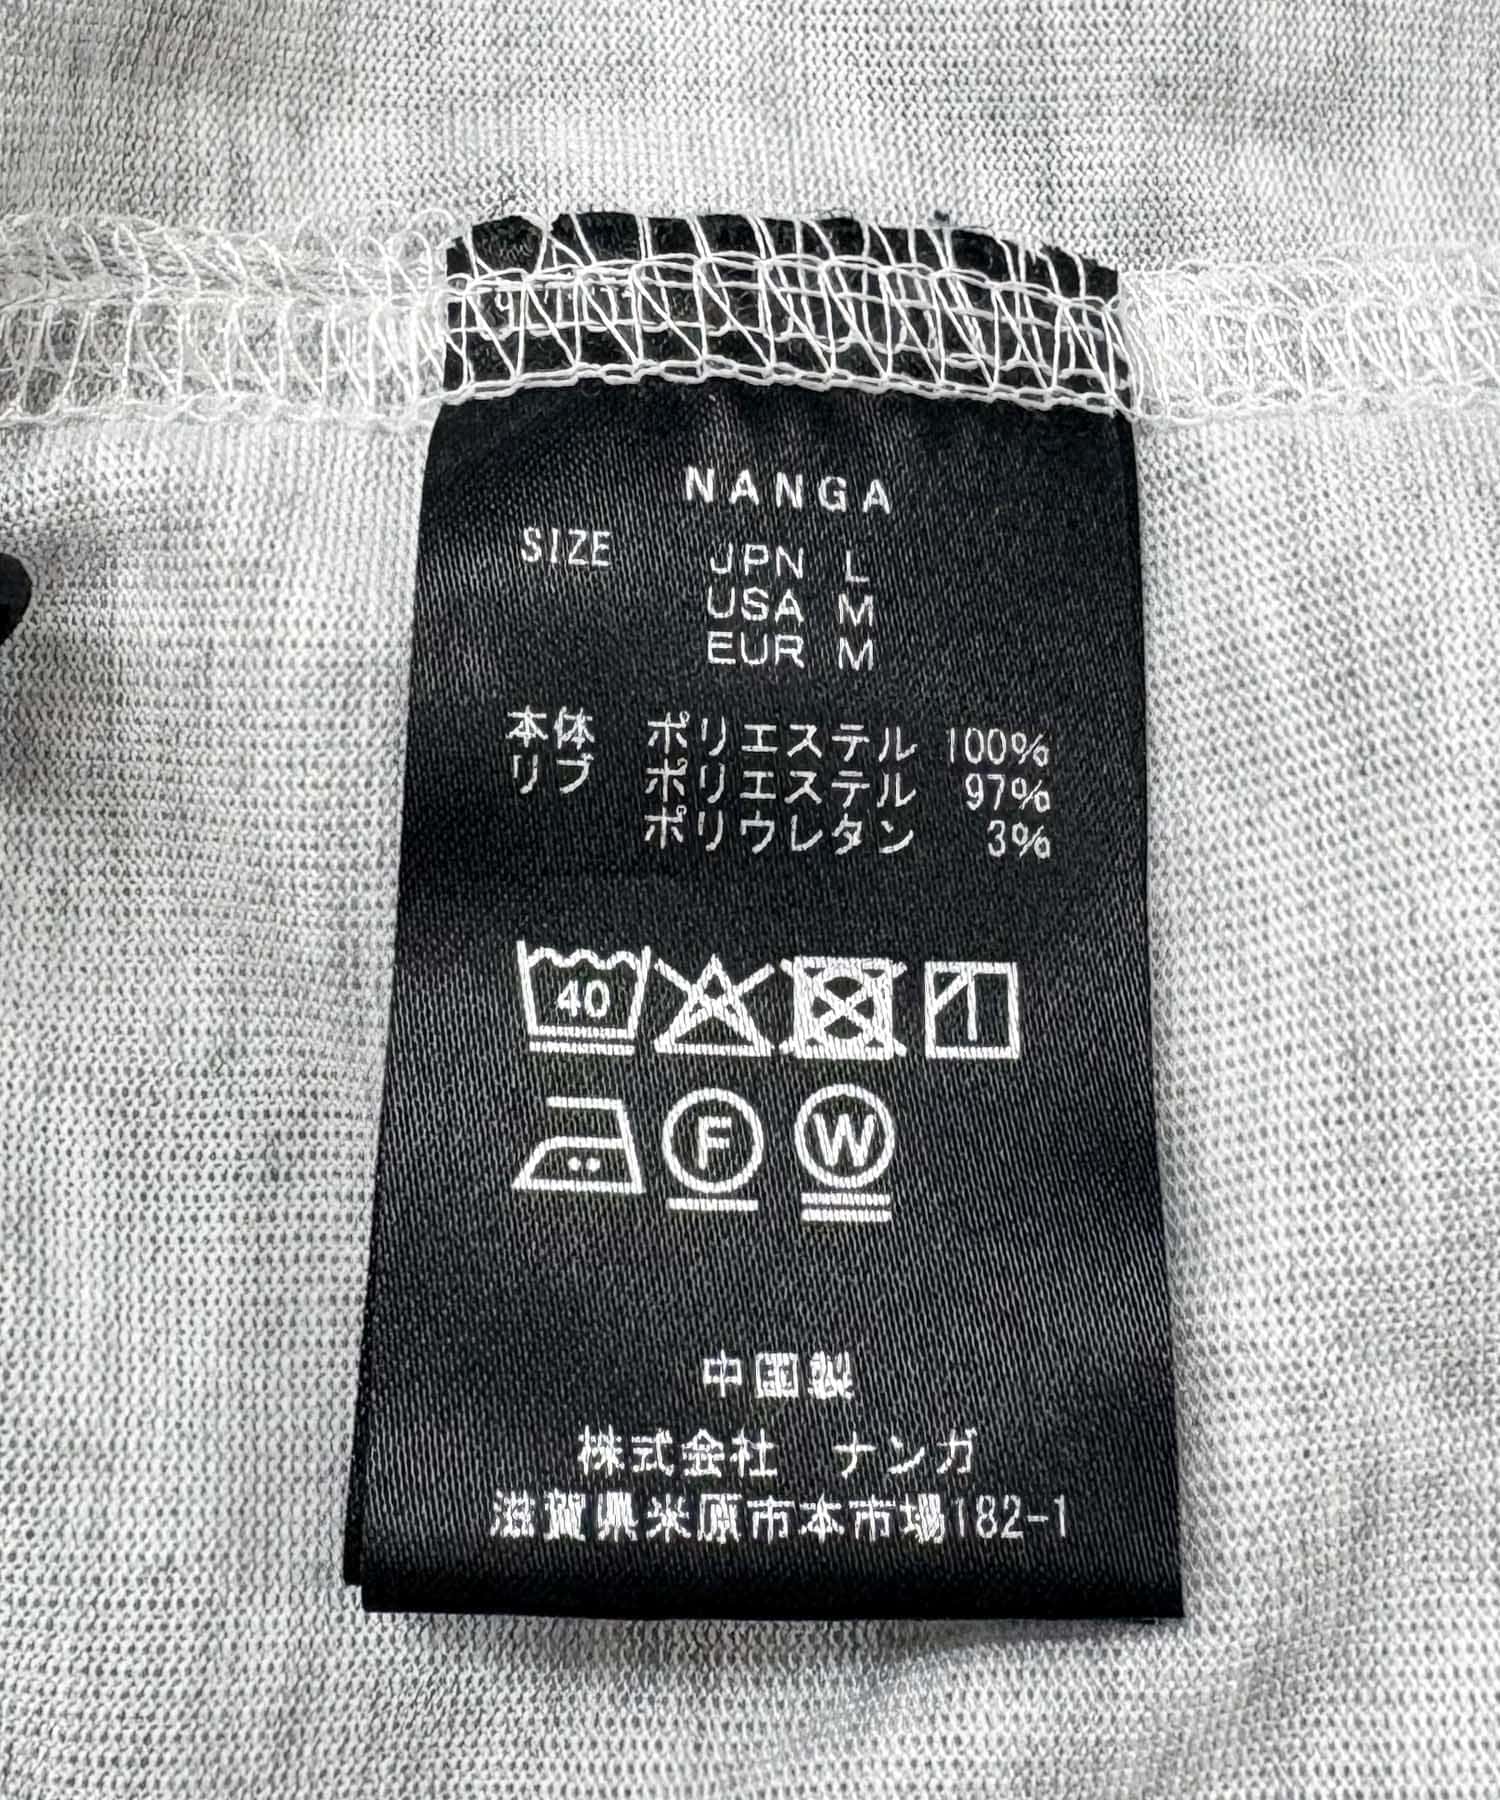 NANGA
SIZE JPN L
USA M
EUR M
本体 ポリエステル 100%
リブ ポリエステル 97%
ポリウレタン 3%
40
F W
中国製
株式会社 ナンガ
滋賀県米原市本市場182-1